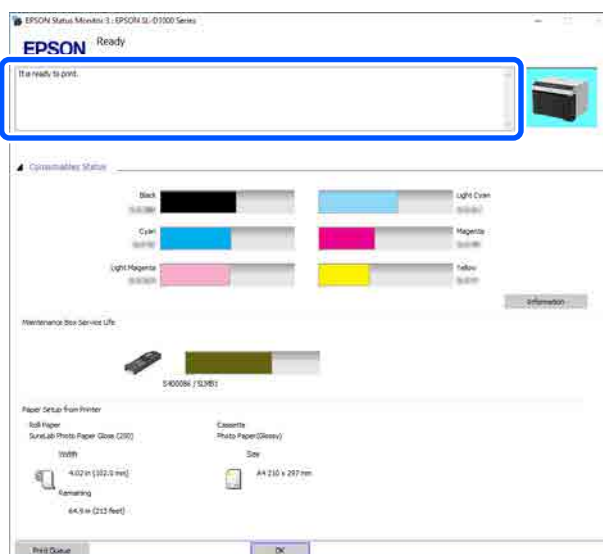 EPSON Status Monitor 3 : EPSON SL-D1000 Series
EPSON
Ready
It is ready to print.
Consumables Status
Black
Light Cyan
Cyan
Magenta
Light Magenta
Yellow
Information
Maintenance Box Service Life
S400086 / SLMB1
Paper Setup from Printer
Roll Paper
Cassette
SureLab Photo Paper Gloss (250)
Photo Paper(Glossy)
Width
Size
4.02 in [102.0 mm]
A4 210 x 297 mm
Remaining
64.9 m (213 feet)
Print Queue
OK